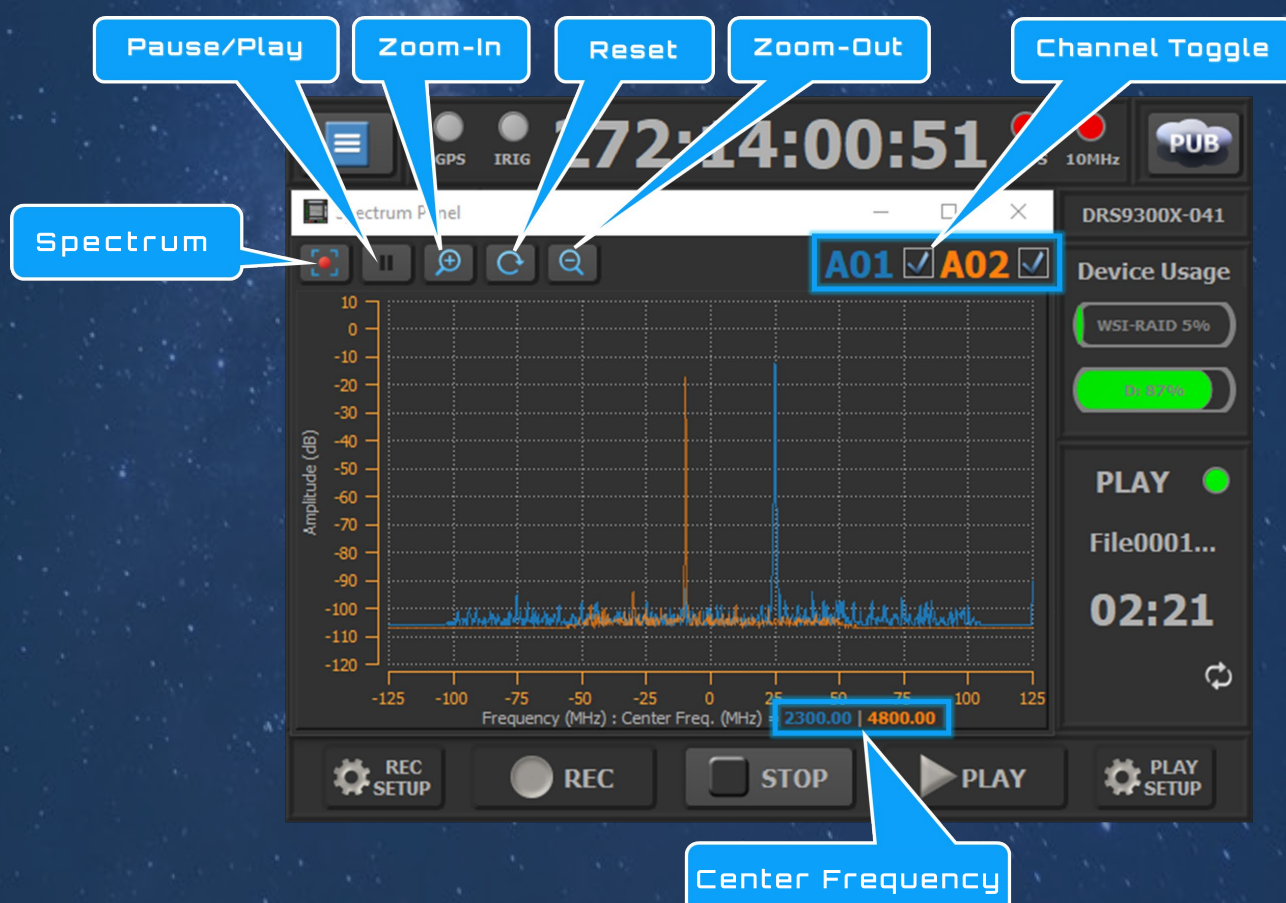 Pause/Play
Zoom-In
Reset
Zoom-Out
Channel Toggle
Spectrum
GPS
IRIG
72:14:00:51
10MHz
PUB
Panel
DRS9300X-041
A01 A02
Device Usage
WSI-RAID 5%
D: 87%
10
0
-10
-20
-30
-40
-50
-60
-70
-80
-90
-100
-110
-120
Amplitude (dB)
-125 -100 -75 -50 -25 0 25 50 75 100 125
Frequency (MHz) : Center Freq. (MHz) = 2300.00 | 4800.00
PLAY
File0001...
02:21
REC SETUP
REC
STOP
PLAY
PLAY SETUP
Center Frequency